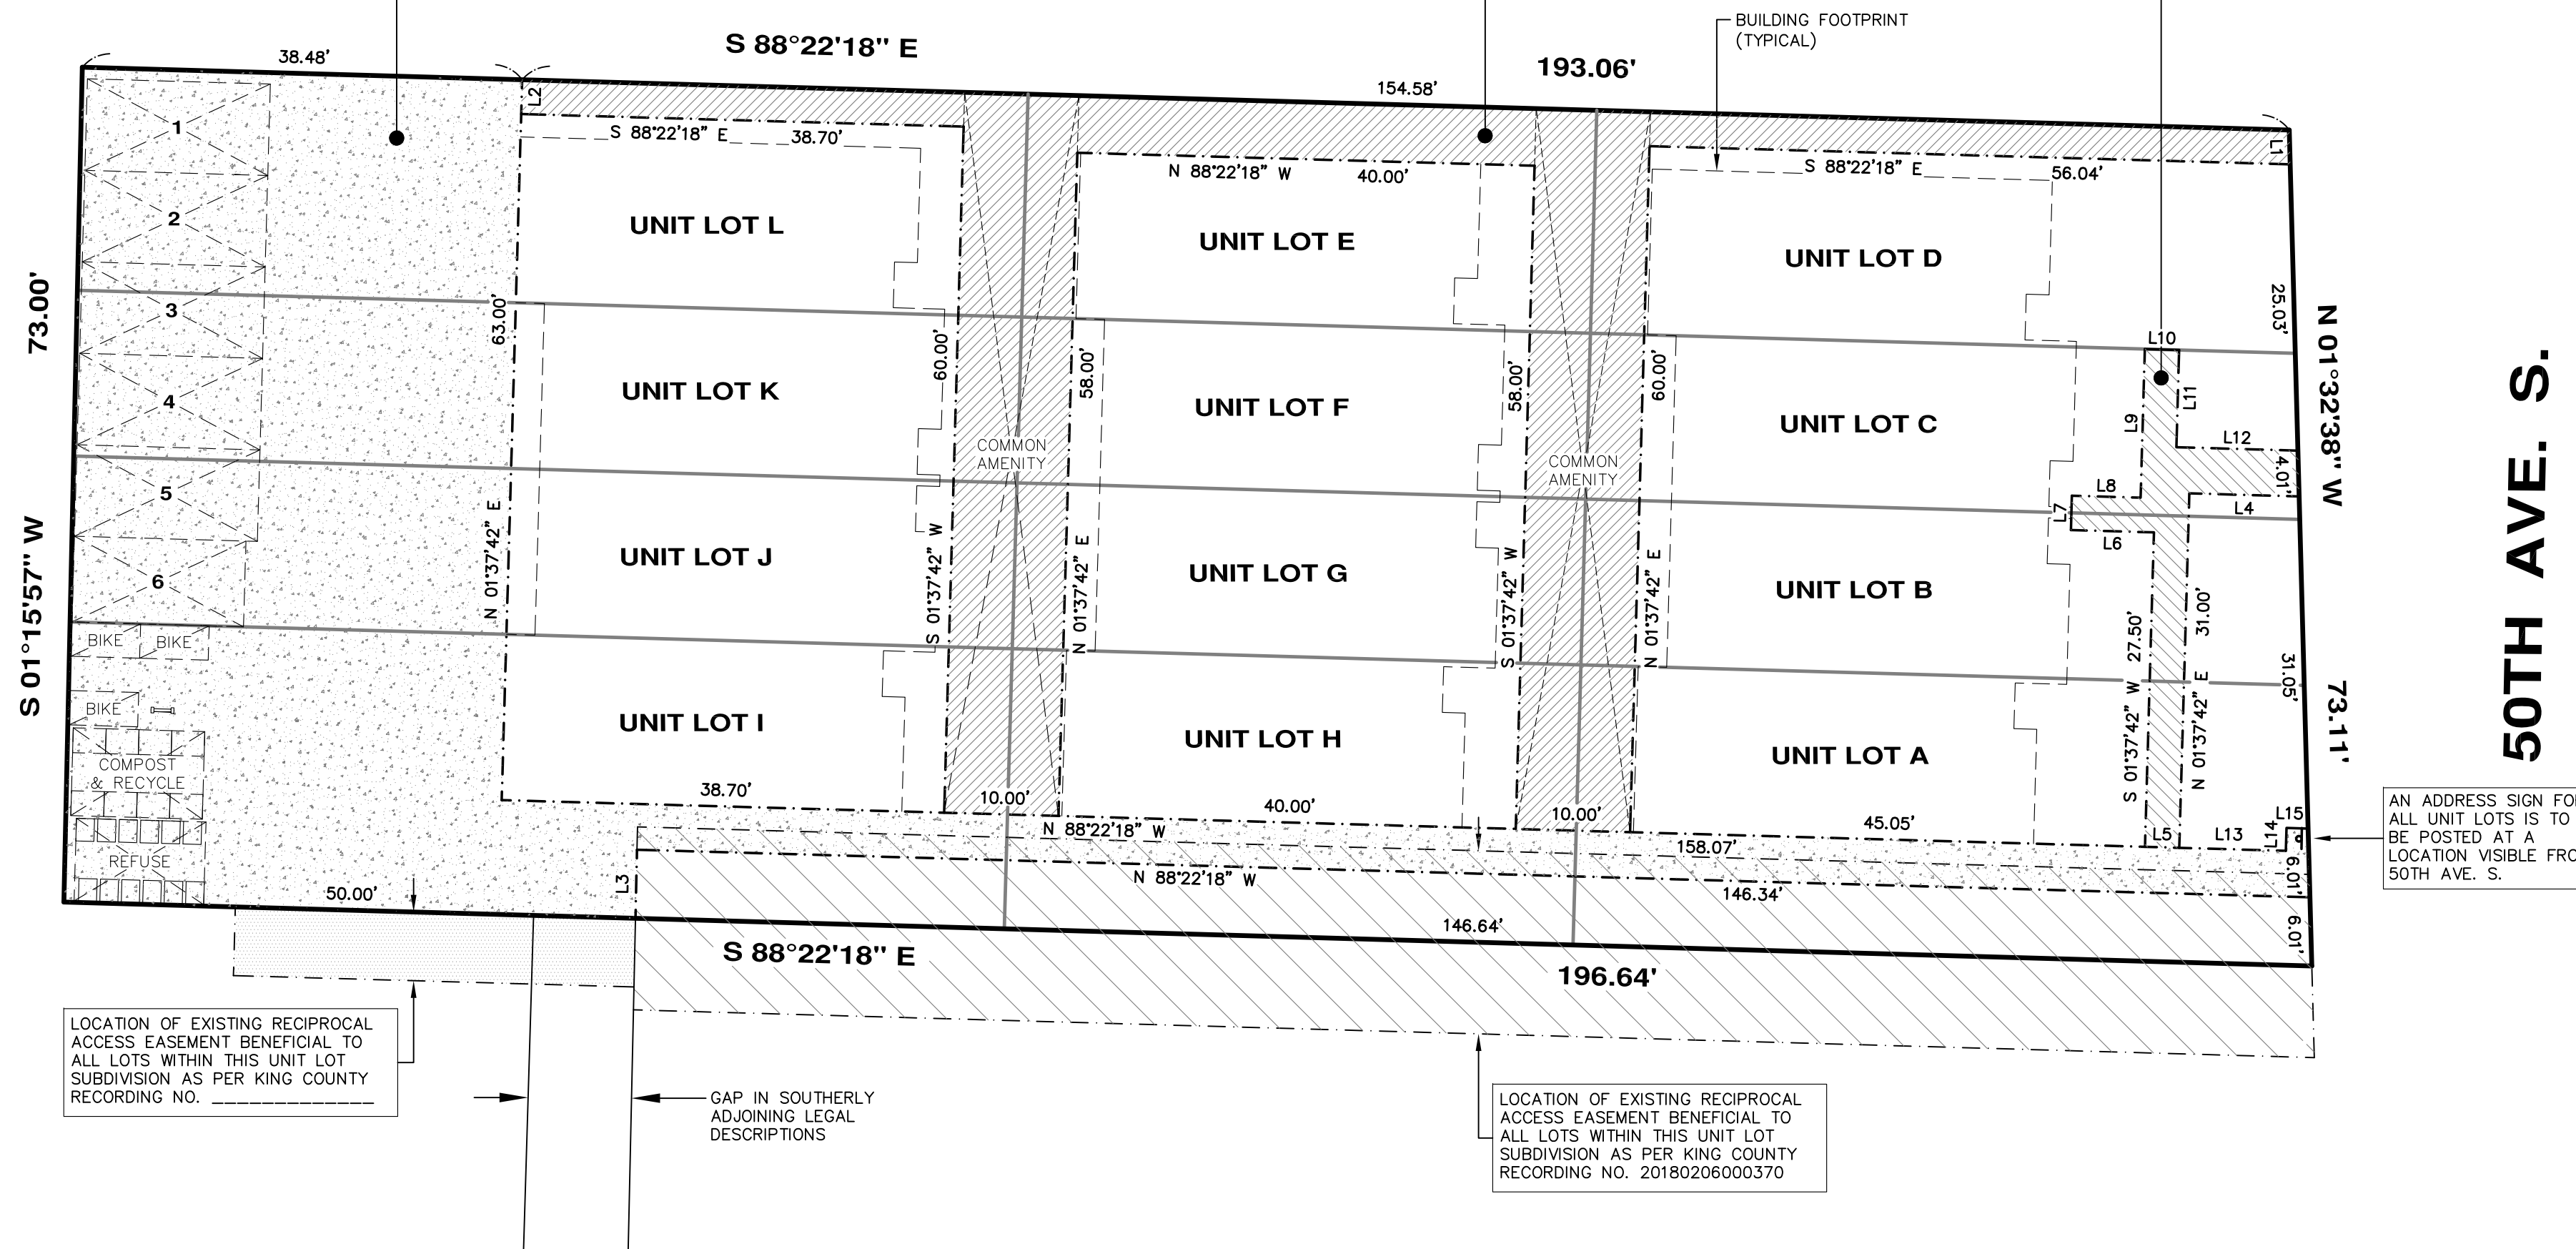 BUILDING FOOTPRINT
(TYPICAL)
38.48'
S 88°22'18" E
154.58'
193.06'
L2
L1
S 88°22'18" E 38.70'
N 88°22'18" W 40.00'
S 88°22'18" E 56.04'
1
2
3
4
5
6
UNIT LOT L
UNIT LOT E
UNIT LOT D
73.00'
S 01°15'57" W
63.00'
N 01°37'42" E
60.00'
S 01°37'42" W
58.00'
N 01°37'42" E
58.00'
S 01°37'42" W
60.00'
N 01°37'42" E
25.03'
N 01°32'38" W
50TH AVE. S.
UNIT LOT K
UNIT LOT F
UNIT LOT C
COMMON
AMENITY
COMMON
AMENITY
L10
L11
L9
L12
4.01'
L8
L7
L4
L6
UNIT LOT J
UNIT LOT G
UNIT LOT B
27.50'
S 01°37'42" W
31.00'
N 01°37'42" E
31.05'
73.11'
BIKE
BIKE
BIKE
COMPOST
& RECYCLE
REFUSE
UNIT LOT I
UNIT LOT H
UNIT LOT A
38.70'
10.00'
40.00'
10.00'
45.05'
L5
L13
L14
L15
6.01'
6.01'
N 88°22'18" W
158.07'
N 88°22'18" W
146.34'
L3
50.00'
146.64'
S 88°22'18" E
196.64'
AN ADDRESS SIGN FO
ALL UNIT LOTS IS TO
BE POSTED AT A
LOCATION VISIBLE FRO
50TH AVE. S.
LOCATION OF EXISTING RECIPROCAL
ACCESS EASEMENT BENEFICIAL TO
ALL LOTS WITHIN THIS UNIT LOT
SUBDIVISION AS PER KING COUNTY
RECORDING NO. ______________
GAP IN SOUTHERLY
ADJOINING LEGAL
DESCRIPTIONS
LOCATION OF EXISTING RECIPROCAL
ACCESS EASEMENT BENEFICIAL TO
ALL LOTS WITHIN THIS UNIT LOT
SUBDIVISION AS PER KING COUNTY
RECORDING NO. 20180206000370